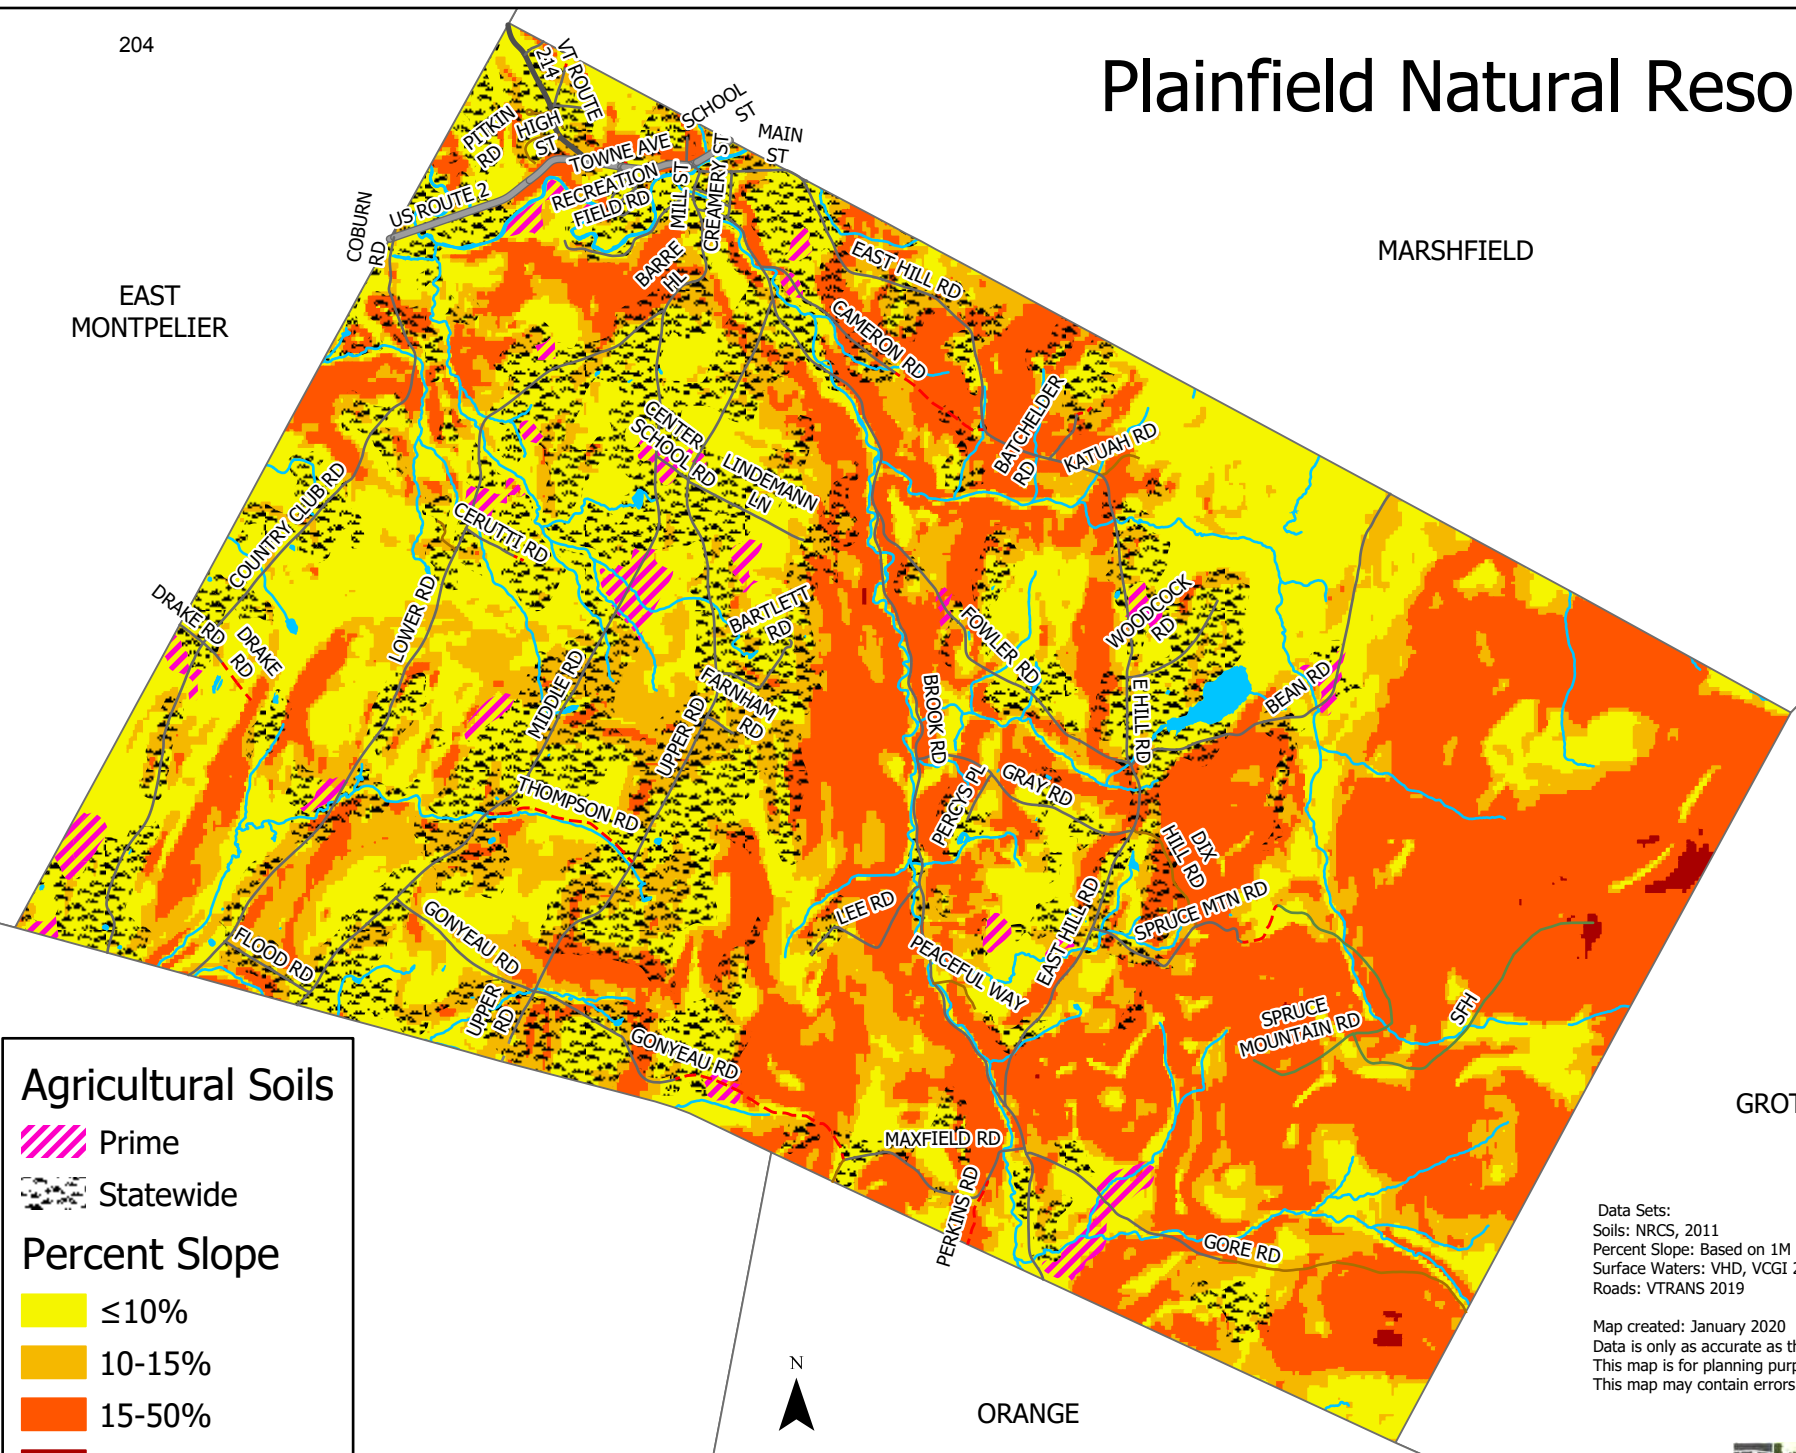 204
Plainfield Natural Reso
MARSHFIELD
EAST
MONTPELIER
VT ROUTE
214
PITKIN
RD
HIGH
ST
SCHOOL
ST
MAIN
ST
TOWNE AVE
RECREATION
FIELD RD
MILL ST
CREAMERY ST
US ROUTE 2
COBURN
RD
BARRE
HL
EAST HILL RD
CAMERON RD
BATCHELDER
RD
KATUAH RD
CENTER
SCHOOL RD
LINDEMANN
LN
COUNTRY CLUB RD
CERUTTI RD
DRAKE RD
DRAKE
RD
LOWER RD
MIDDLE RD
BARTLETT
RD
FARNHAM
RD
UPPER RD
FOWLER RD
WOODCOCK
RD
BEAN RD
E HILL RD
BROOK RD
GRAY RD
PERCYS PL
DIX
HILL RD
THOMPSON RD
LEE RD
SPRUCE MTN RD
EAST HILL RD
PEACEFUL WAY
GONYEAU RD
FLOOD RD
UPPER
RD
GONYEAU RD
SPRUCE
MOUNTAIN RD
SFH
MAXFIELD RD
PERKINS RD
GORE RD
GROT
ORANGE
N
Agricultural Soils
Prime
Statewide
Percent Slope
≤10%
10-15%
15-50%
Data Sets:
Soils: NRCS, 2011
Percent Slope: Based on 1M
Surface Waters: VHD, VCGI 2
Roads: VTRANS 2019
Map created: January 2020
Data is only as accurate as th
This map is for planning purp
This map may contain errors